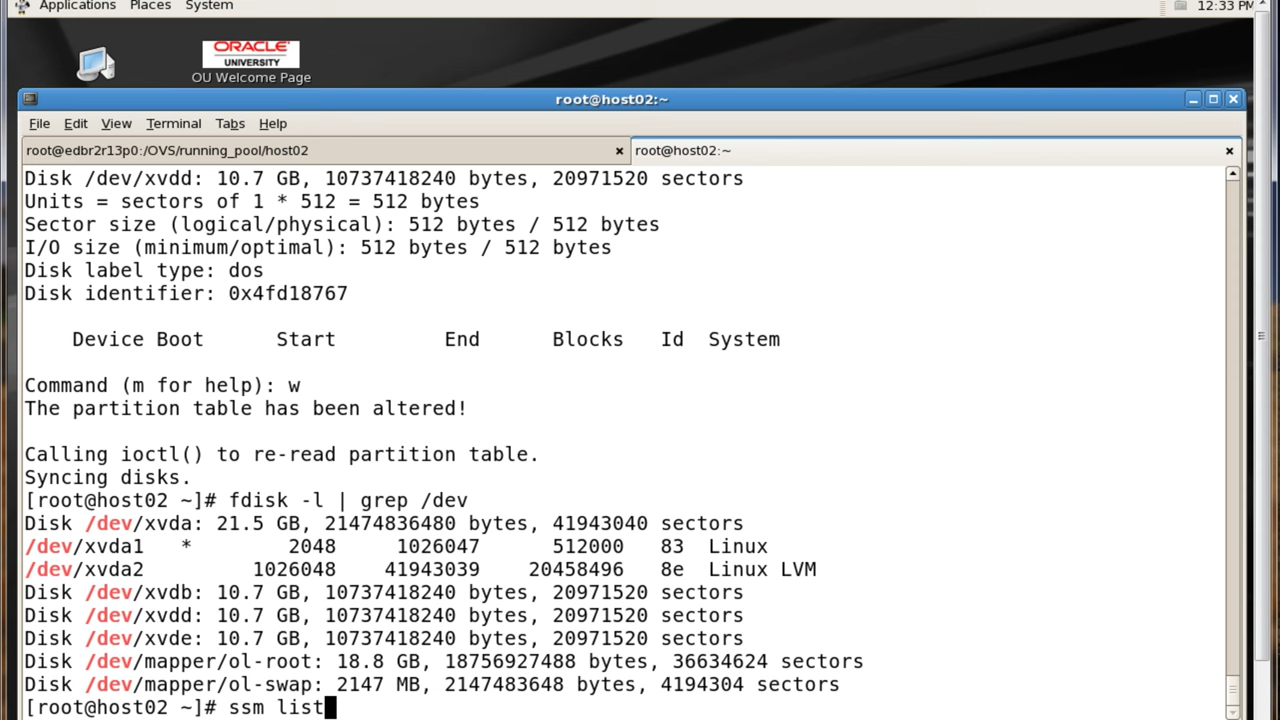 Applications Places System 12:33 PM
ORACLE
UNIVERSITY
OU Welcome Page
root@host02:~
File Edit View Terminal Tabs Help
root@edbr2r13p0:/OVS/running_pool/host02
root@host02:~
Disk /dev/xvdd: 10.7 GB, 10737418240 bytes, 20971520 sectors
Units = sectors of 1 * 512 = 512 bytes
Sector size (logical/physical): 512 bytes / 512 bytes
I/O size (minimum/optimal): 512 bytes / 512 bytes
Disk label type: dos
Disk identifier: 0x4fd18767
Device Boot Start End Blocks Id System
Command (m for help): w
The partition table has been altered!
Calling ioctl() to re-read partition table.
Syncing disks.
[root@host02 ~]# fdisk -l | grep /dev
Disk /dev/xvda: 21.5 GB, 21474836480 bytes, 41943040 sectors
/dev/xvda1 * 2048 1026047 512000 83 Linux
/dev/xvda2 1026048 41943039 20458496 8e Linux LVM
Disk /dev/xvdb: 10.7 GB, 10737418240 bytes, 20971520 sectors
Disk /dev/xvdd: 10.7 GB, 10737418240 bytes, 20971520 sectors
Disk /dev/xvde: 10.7 GB, 10737418240 bytes, 20971520 sectors
Disk /dev/mapper/ol-root: 18.8 GB, 18756927488 bytes, 36634624 sectors
Disk /dev/mapper/ol-swap: 2147 MB, 2147483648 bytes, 4194304 sectors
[root@host02 ~]# ssm list